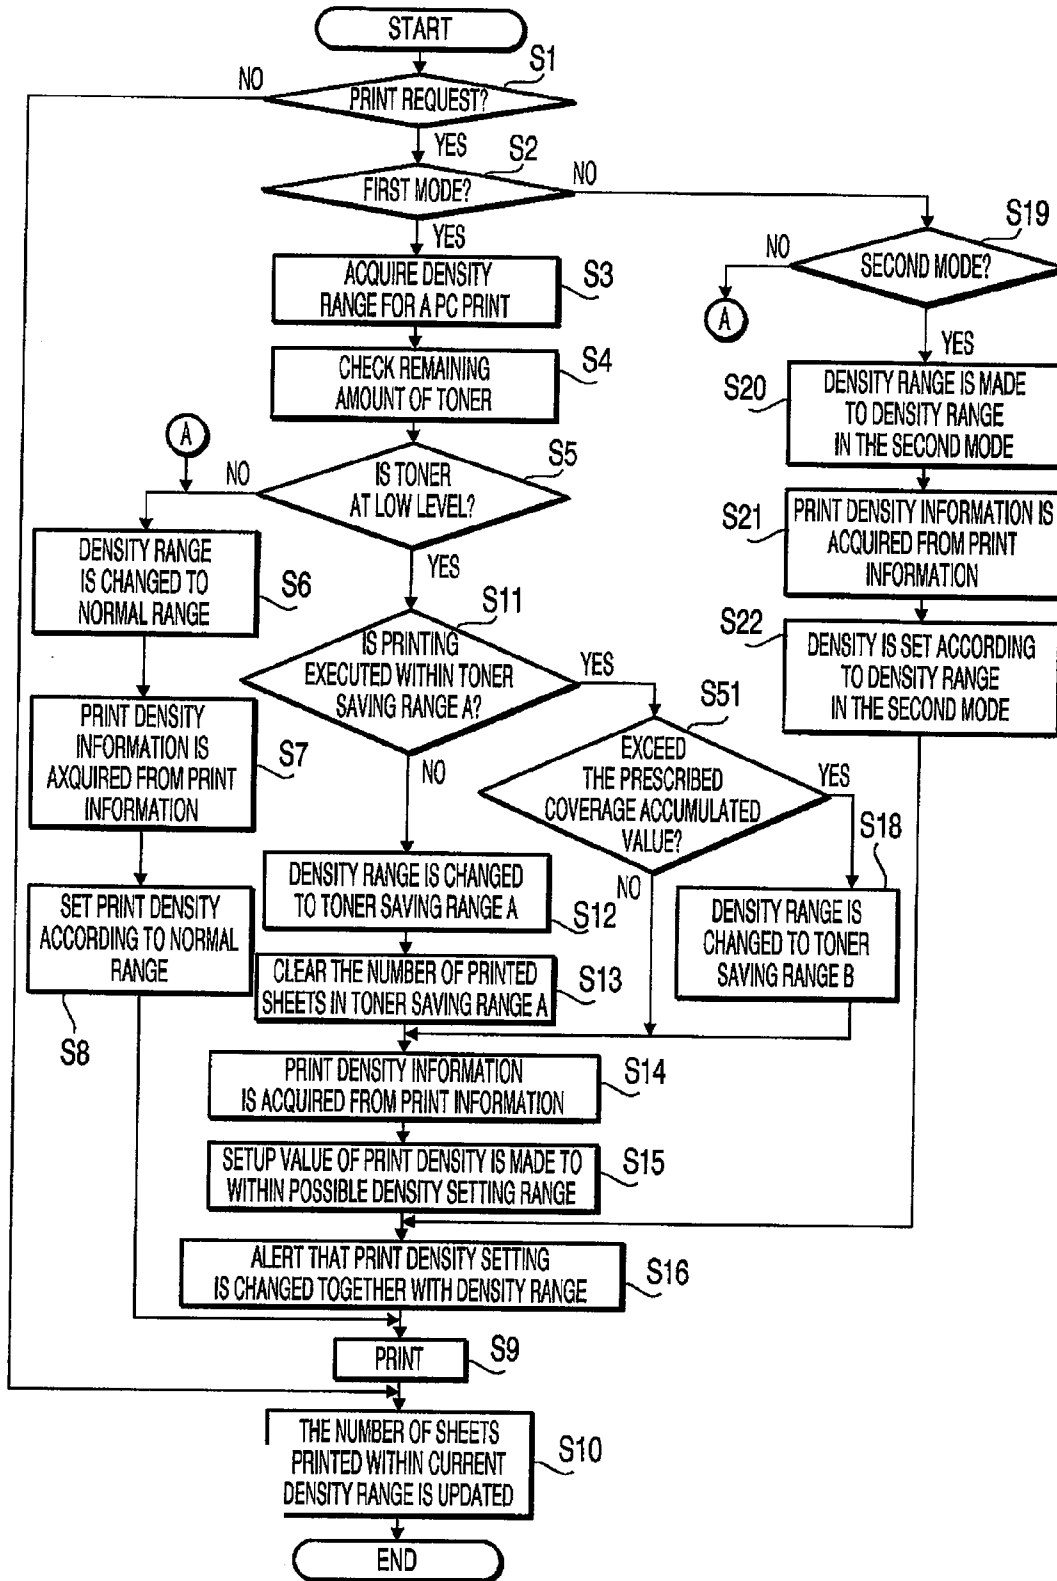 START
S1
NO
PRINT REQUEST?
YES
S2
FIRST MODE?
NO
YES
S19
NO
SECOND MODE?
A
YES
ACQUIRE DENSITY
RANGE FOR A PC PRINT
S3
CHECK REMAINING
AMOUNT OF TONER
S4
S20
DENSITY RANGE IS MADE
TO DENSITY RANGE
IN THE SECOND MODE
A
NO
S5
IS TONER
AT LOW LEVEL?
YES
S21
PRINT DENSITY INFORMATION IS
ACQUIRED FROM PRINT
INFORMATION
DENSITY RANGE
IS CHANGED TO
NORMAL RANGE
S6
S11
IS PRINTING
EXECUTED WITHIN TONER
SAVING RANGE A?
YES
NO
S22
DENSITY IS SET ACCORDING
TO DENSITY RANGE
IN THE SECOND MODE
PRINT DENSITY
INFORMATION IS
AXQUIRED FROM PRINT
INFORMATION
S7
S51
EXCEED
THE PRESCRIBED
COVERAGE ACCUMULATED
VALUE?
YES
NO
S18
DENSITY RANGE IS CHANGED
TO TONER SAVING RANGE A
S12
DENSITY RANGE IS
CHANGED TO TONER
SAVING RANGE B
SET PRINT DENSITY
ACCORDING TO NORMAL
RANGE
S8
CLEAR THE NUMBER OF PRINTED
SHEETS IN TONER SAVING RANGE A
S13
PRINT DENSITY INFORMATION
IS ACQUIRED FROM PRINT INFORMATION
S14
SETUP VALUE OF PRINT DENSITY IS MADE TO
WITHIN POSSIBLE DENSITY SETTING RANGE
S15
ALERT THAT PRINT DENSITY SETTING
IS CHANGED TOGETHER WITH DENSITY RANGE
S16
PRINT
S9
THE NUMBER OF SHEETS
PRINTED WITHIN CURRENT
DENSITY RANGE IS UPDATED
S10
END